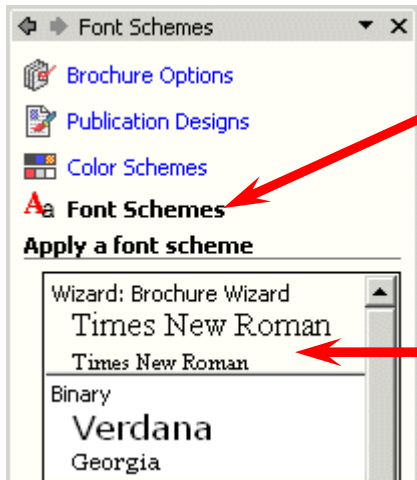 Font Schemes
Brochure Options
Publication Designs
Color Schemes
Aa Font Schemes
Apply a font scheme
Wizard: Brochure Wizard
Times New Roman
Times New Roman
Binary
Verdana
Georgia